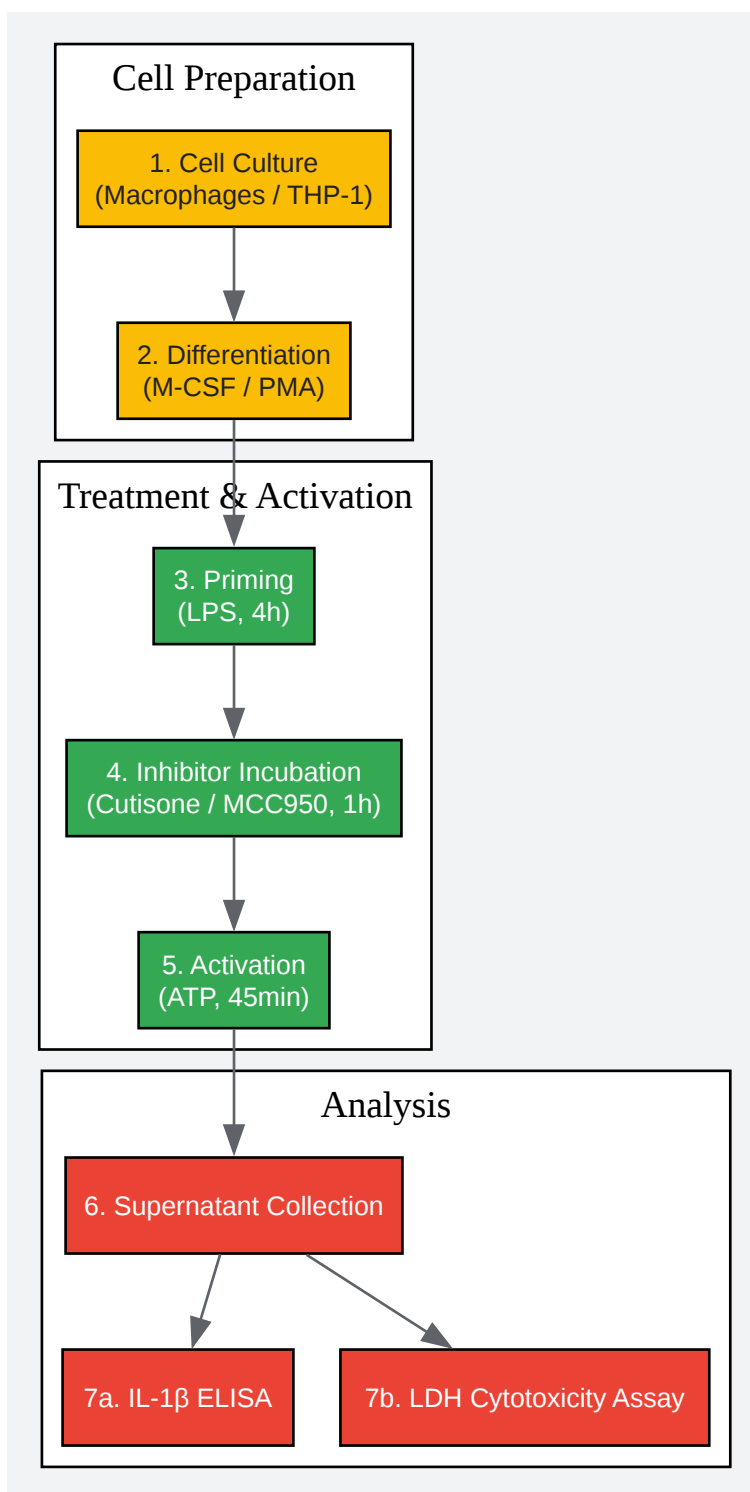 Cell Preparation
1. Cell Culture
(Macrophages / THP-1)
2. Differentiation
(M-CSF / PMA)
Treatment & Activation
3. Priming
(LPS, 4h)
4. Inhibitor Incubation
(Cutisone / MCC950, 1h)
5. Activation
(ATP, 45min)
Analysis
6. Supernatant Collection
7a. IL-1β ELISA
7b. LDH Cytotoxicity Assay